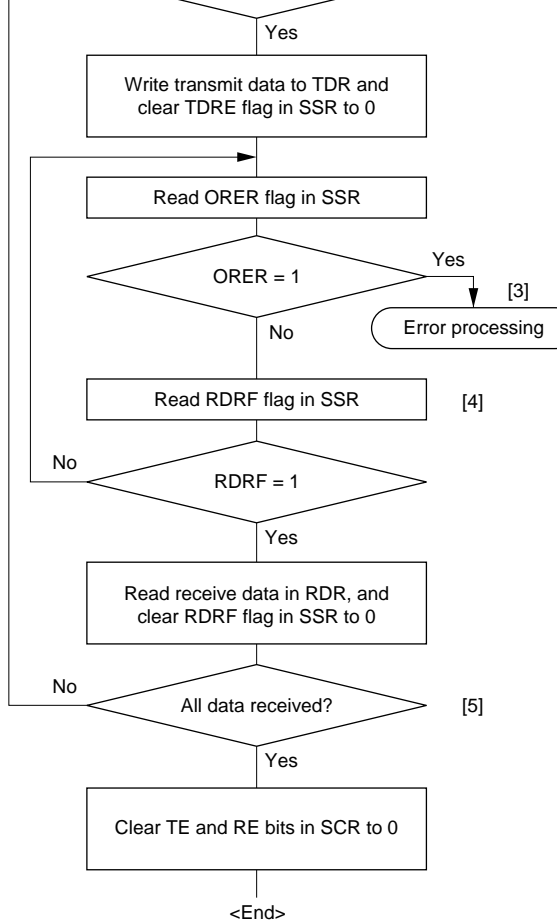 Yes
Write transmit data to TDR and
clear TDRE flag in SSR to 0
Read ORER flag in SSR
Yes
ORER = 1
[3]
Error processing
No
Read RDRF flag in SSR
[4]
No
RDRF = 1
Yes
Read receive data in RDR, and
clear RDRF flag in SSR to 0
No
All data received?
[5]
Yes
Clear TE and RE bits in SCR to 0
<End>